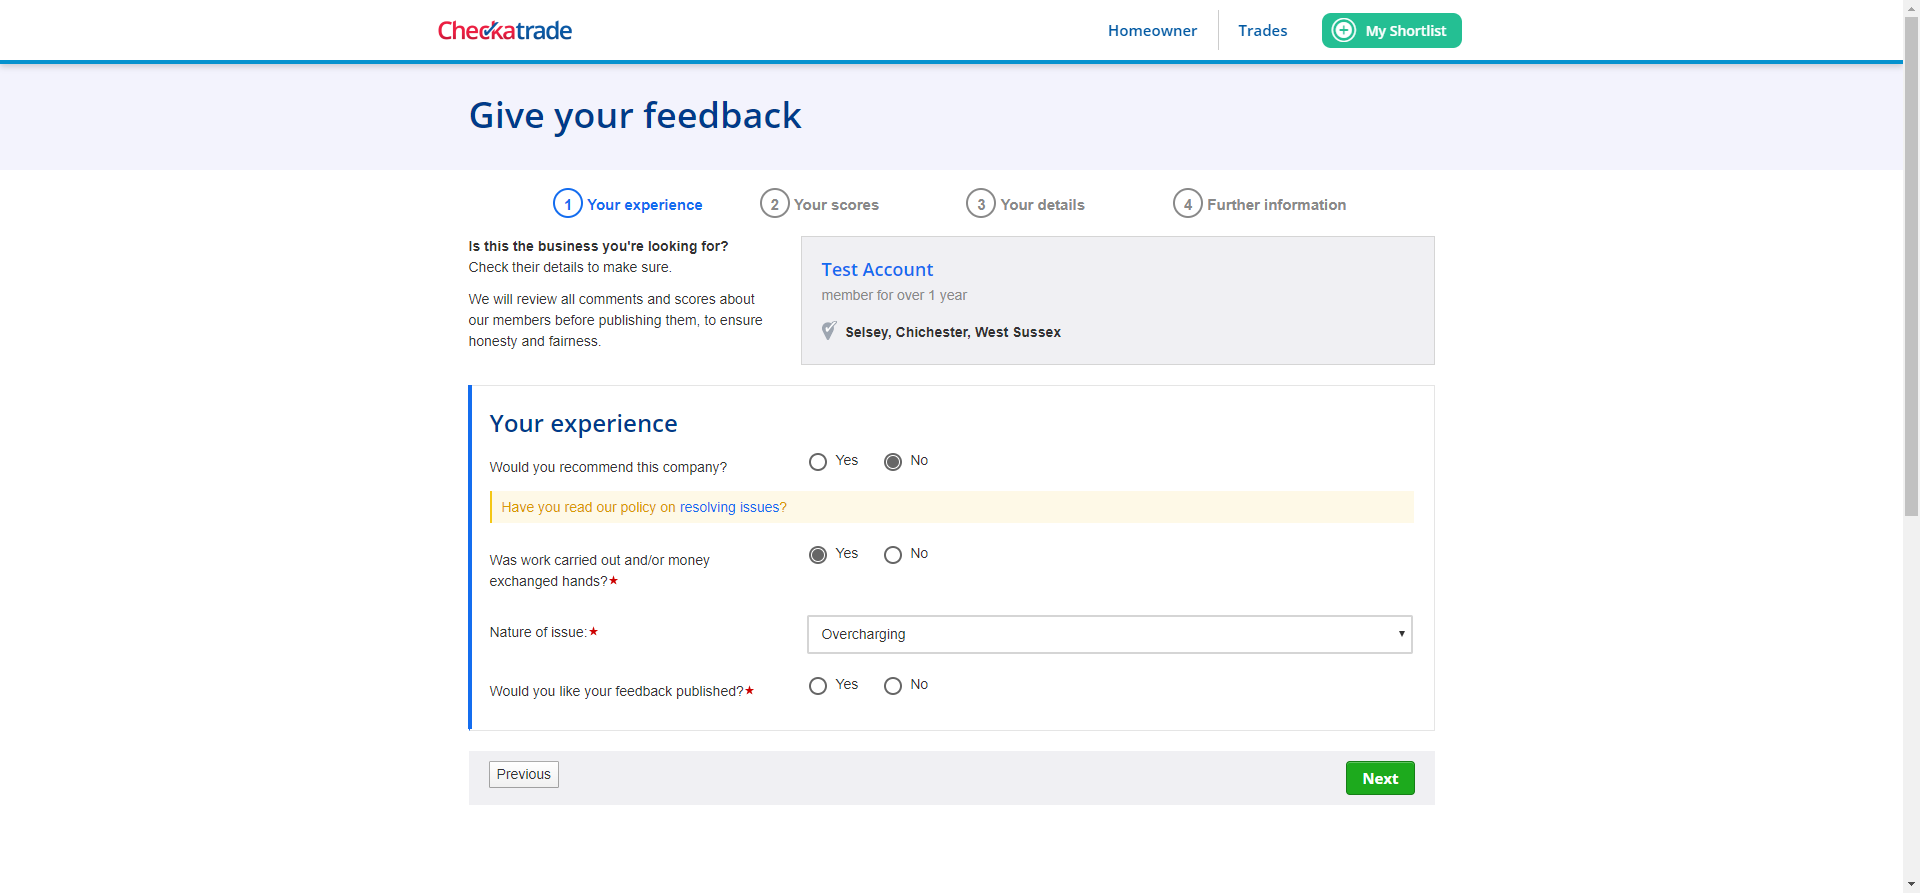 Checkatrade
Homeowner
Trades
My Shortlist
Give your feedback
1 Your experience
2 Your scores
3 Your details
4 Further information
Is this the business you're looking for?
Check their details to make sure.
We will review all comments and scores about
our members before publishing them, to ensure
honesty and fairness.
Test Account
member for over 1 year
Selsey, Chichester, West Sussex
Your experience
Would you recommend this company?
Yes
No
Have you read our policy on resolving issues?
Was work carried out and/or money
exchanged hands?★
Yes
No
Nature of issue:★
Overcharging
Would you like your feedback published?★
Yes
No
Previous
Next